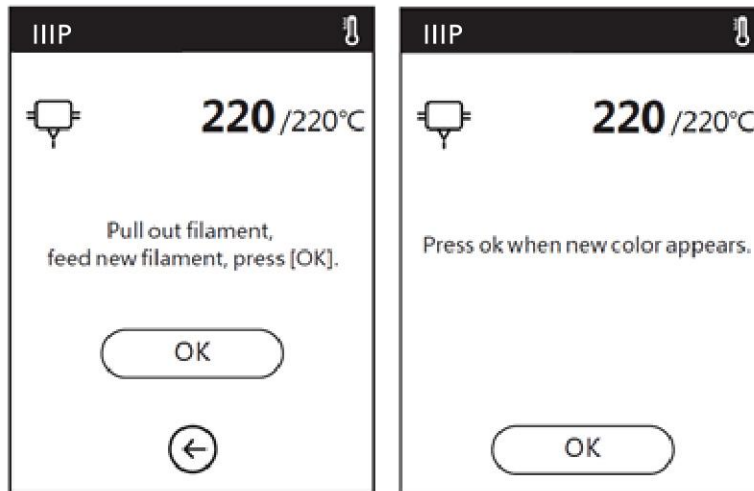 IIIP
220/220°C
Pull out filament,
feed new filament, press [OK].
OK
IIIP
220/220°C
Press ok when new color appears.
OK